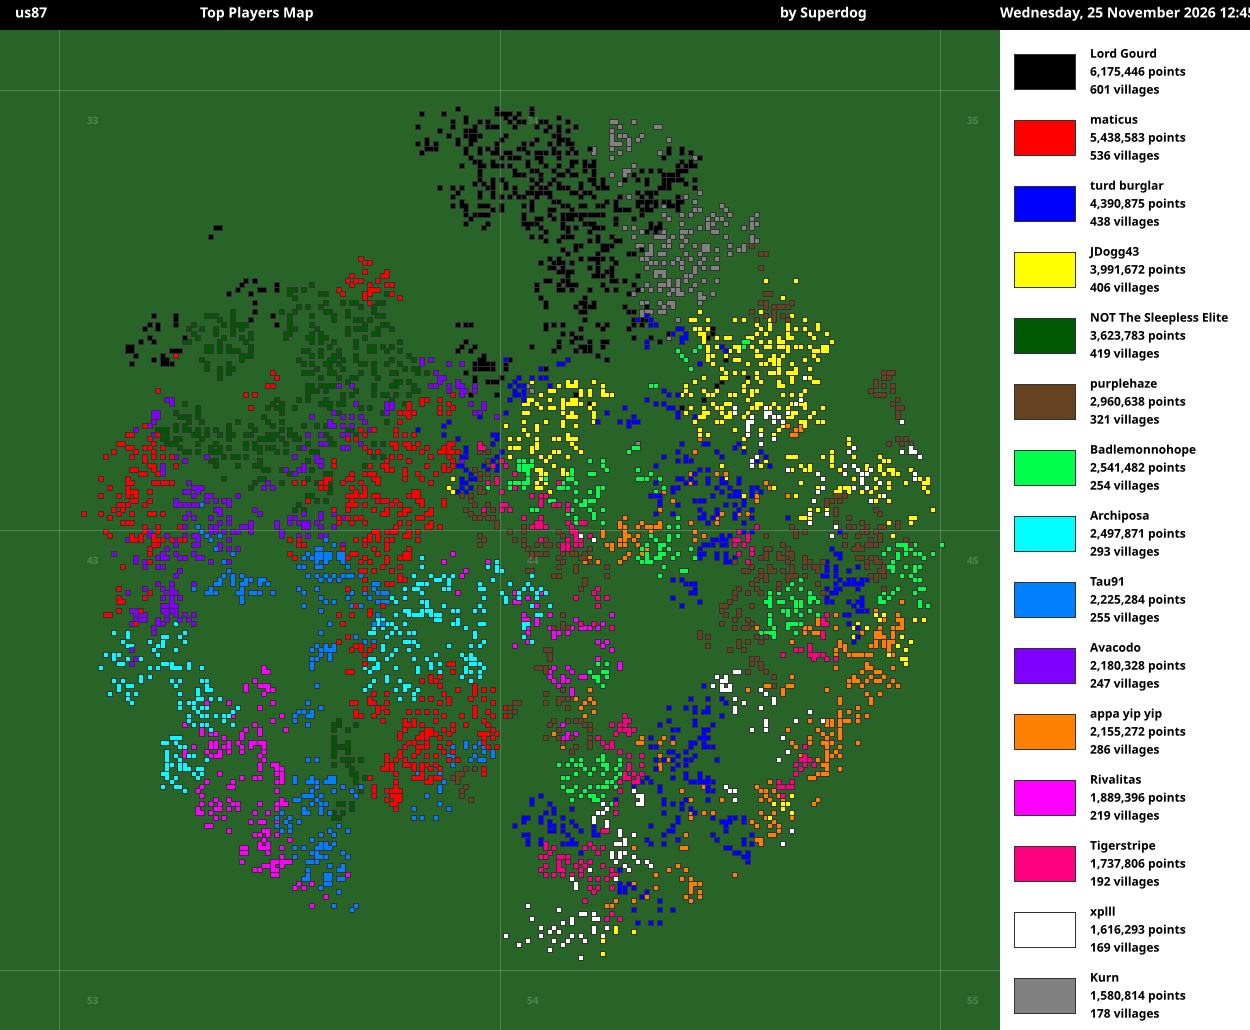 us87 Top Players Map by Superdog Wednesday, 25 November 2026 12:45
Lord Gourd
6,175,446 points
601 villages
33 34 35
maticus
5,438,583 points
536 villages
turd burglar
4,390,875 points
438 villages
JDogg43
3,991,672 points
406 villages
NOT The Sleepless Elite
3,623,783 points
419 villages
purplehaze
2,960,638 points
321 villages
Badlemonnohope
2,541,482 points
254 villages
Archiposa
2,497,871 points
293 villages
43 44 45
Tau91
2,225,284 points
255 villages
Avacodo
2,180,328 points
247 villages
appa yip yip
2,155,272 points
286 villages
Rivalitas
1,889,396 points
219 villages
Tigerstripe
1,737,806 points
192 villages
xplll
1,616,293 points
169 villages
Kurn
1,580,814 points
178 villages
53 54 55